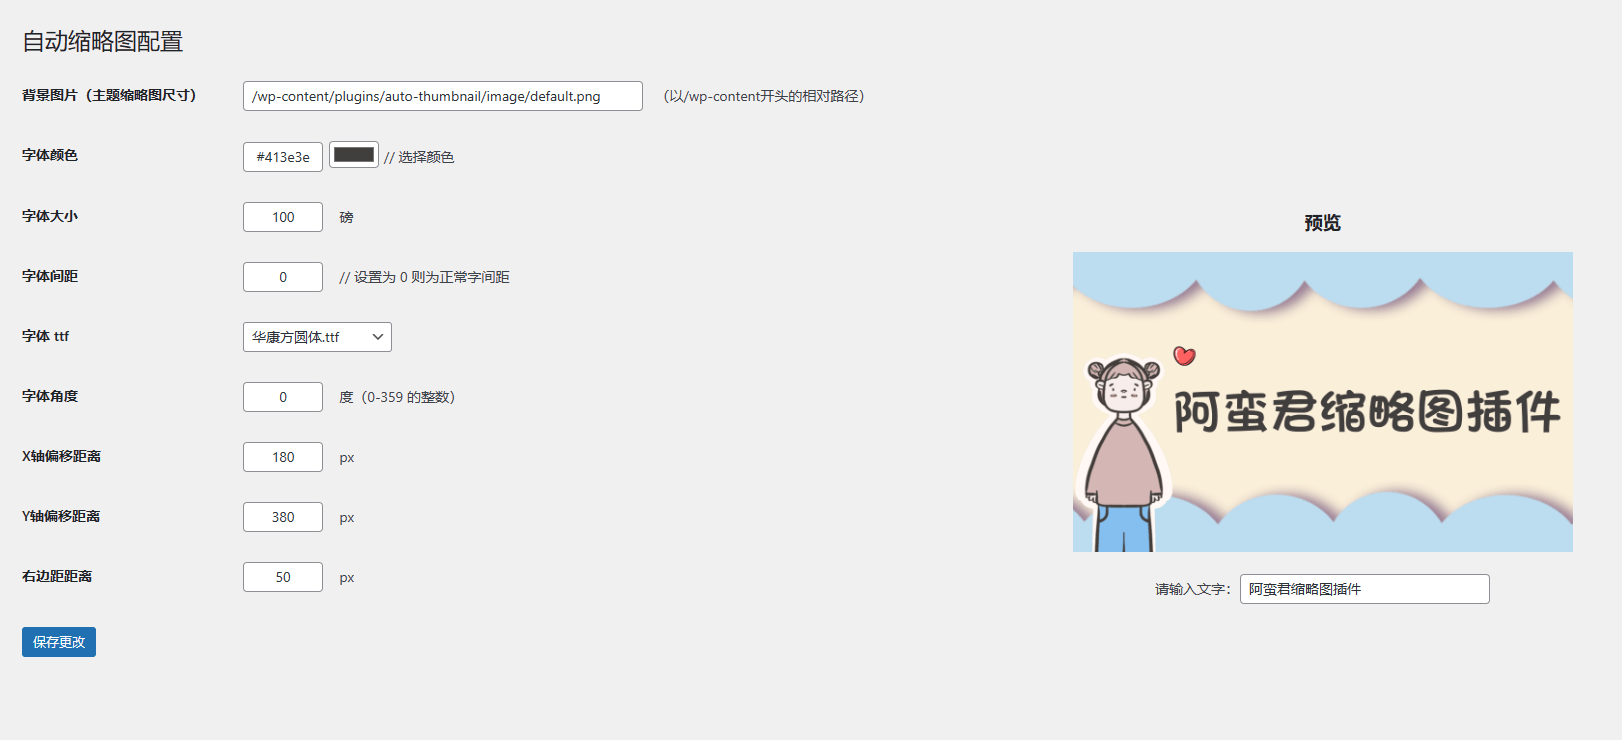 自动缩略图配置
背景图片（主题缩略图尺寸） /wp-content/plugins/auto-thumbnail/image/default.png （以/wp-content开头的相对路径）
字体颜色 #413e3e // 选择颜色
字体大小 100 磅
字体间距 0 // 设置为 0 则为正常字间距
字体 ttf 华康方圆体.ttf
字体角度 0 度（0-359 的整数）
X轴偏移距离 180 px
Y轴偏移距离 380 px
右边距距离 50 px
保存更改
预览
阿蛮君缩略图插件
请输入文字： 阿蛮君缩略图插件